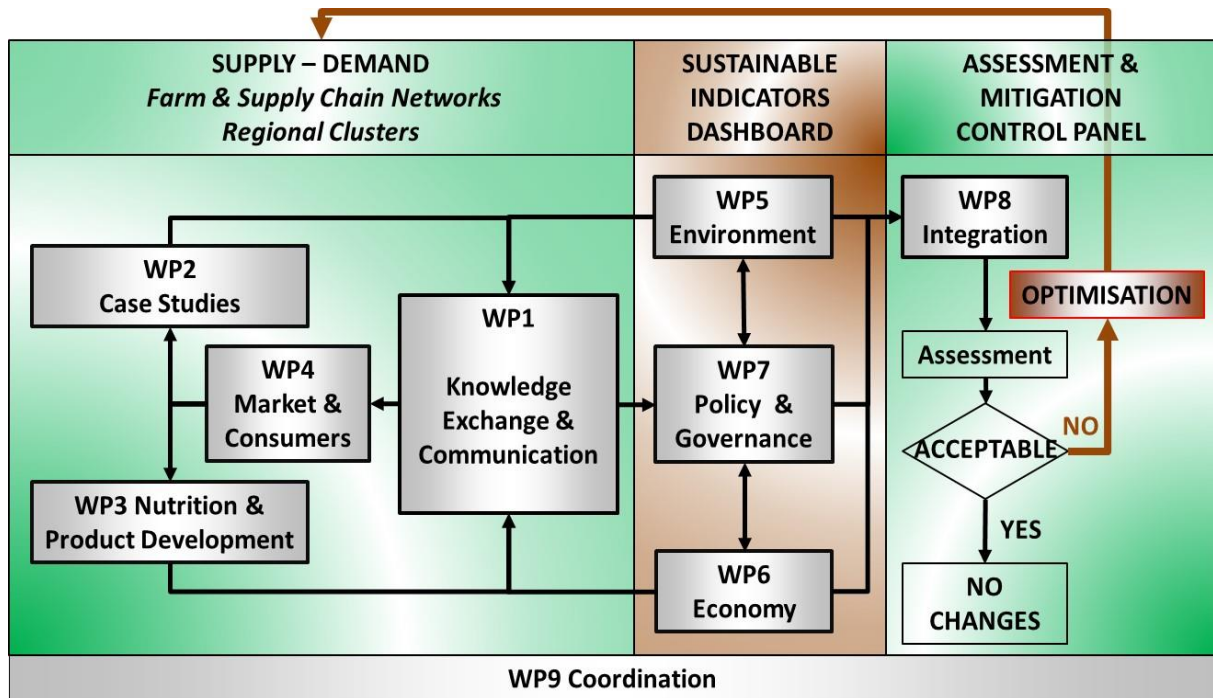 SUPPLY – DEMAND
Farm & Supply Chain Networks
Regional Clusters
SUSTAINABLE
INDICATORS
DASHBOARD
ASSESSMENT &
MITIGATION
CONTROL PANEL
WP2
Case Studies
WP4
Market &
Consumers
WP3 Nutrition &
Product Development
WP1
Knowledge
Exchange &
Communication
WP5
Environment
WP7
Policy &
Governance
WP6
Economy
WP8
Integration
OPTIMISATION
Assessment
ACCEPTABLE
NO
YES
NO
CHANGES
WP9 Coordination